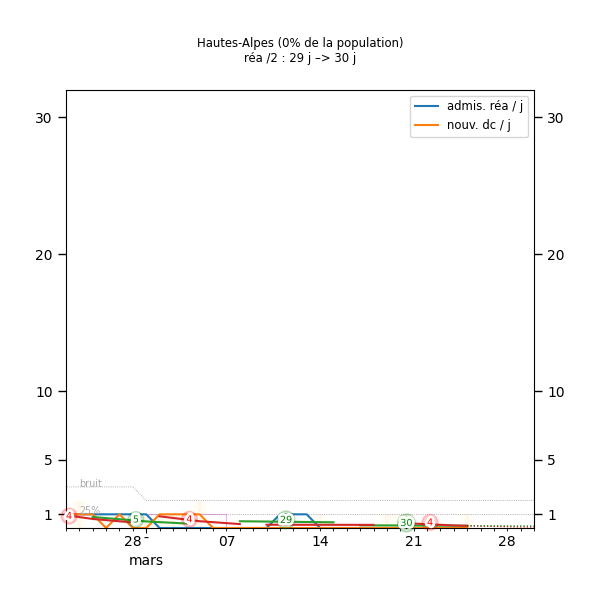 Hautes-Alpes (0% de la population)
réa /2 : 29 j –> 30 j
admis. réa / j
nouv. dc / j
30 30
20 20
10 10
5 5
bruit
25%
1 1
4 5 4 29 30 4
28 07 14 21 28
mars